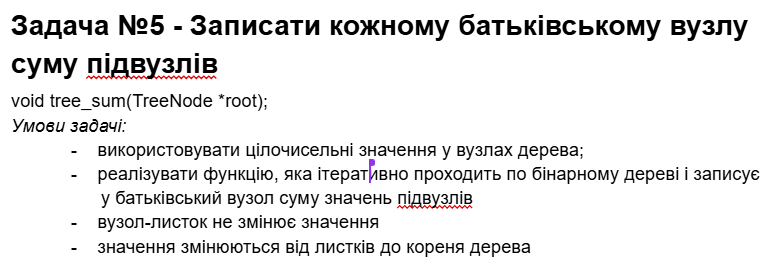 Задача №5 - Записати кожному батьківському вузлу
суму підвузлів
void tree_sum(TreeNode *root);
Умови задачі:
- використовувати цілочисельні значення у вузлах дерева;
- реалізувати функцію, яка ітеративно проходить по бінарному дереві і записує
у батьківський вузол суму значень підвузлів
- вузол-листок не змінює значення
- значення змінюються від листків до кореня дерева